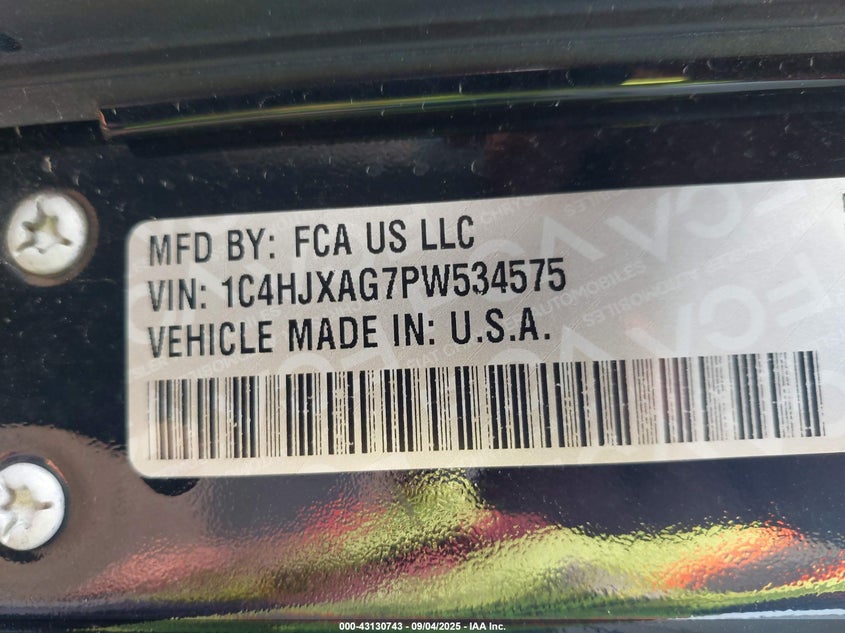 MFD BY: FCA US LLC
VIN: 1C4HJXAG7PW534575
VEHICLE MADE IN: U.S.A.
000-43130743 - 09/04/2025 - IAA Inc.